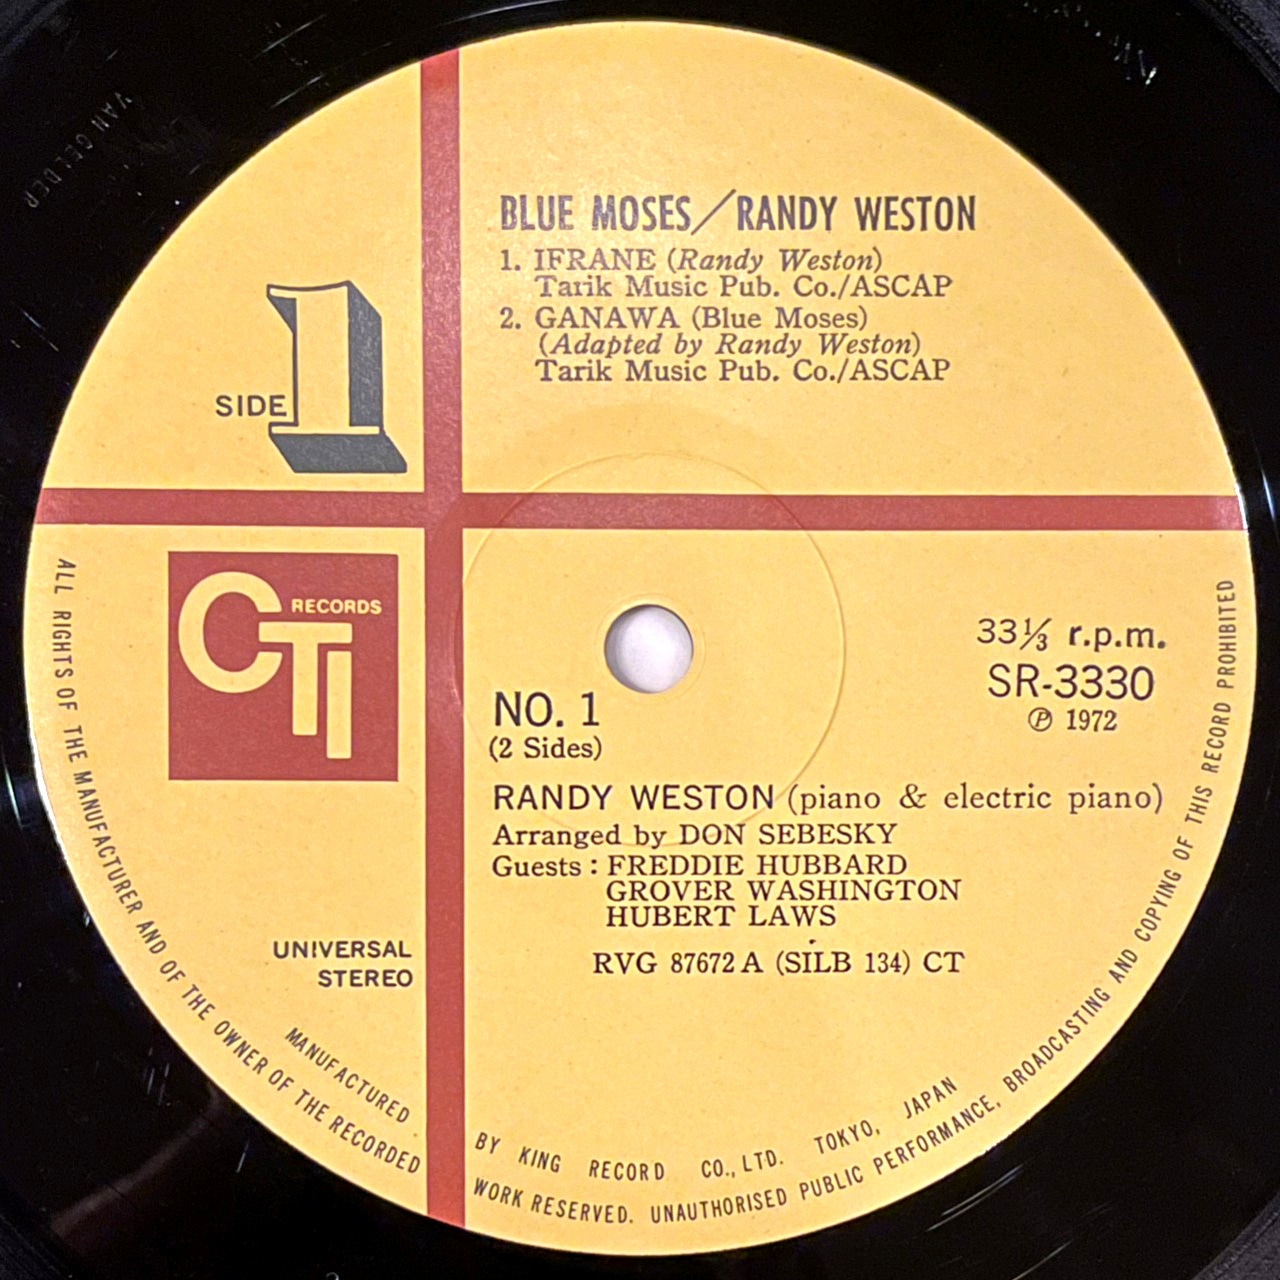 VAN GELDER
BLUE MOSES/RANDY WESTON
1. IFRANE (Randy Weston)
Tarik Music Pub. Co./ASCAP
2. GANAWA (Blue Moses)
(Adapted by Randy Weston)
Tarik Music Pub. Co./ASCAP
SIDE 1
CTI RECORDS
33⅓ r.p.m.
SR-3330
Ⓟ 1972
NO. 1
(2 Sides)
RANDY WESTON (piano & electric piano)
Arranged by DON SEBESKY
Guests : FREDDIE HUBBARD
GROVER WASHINGTON
HUBERT LAWS
RVG 87672 A (SILB 134) CT
UNIVERSAL
STEREO
MANUFACTURED BY KING RECORD CO., LTD. TOKYO, JAPAN
ALL RIGHTS OF THE MANUFACTURER AND OF THE OWNER OF THE RECORDED WORK RESERVED. UNAUTHORISED PUBLIC PERFORMANCE, BROADCASTING AND COPYING OF THIS RECORD PROHIBITED